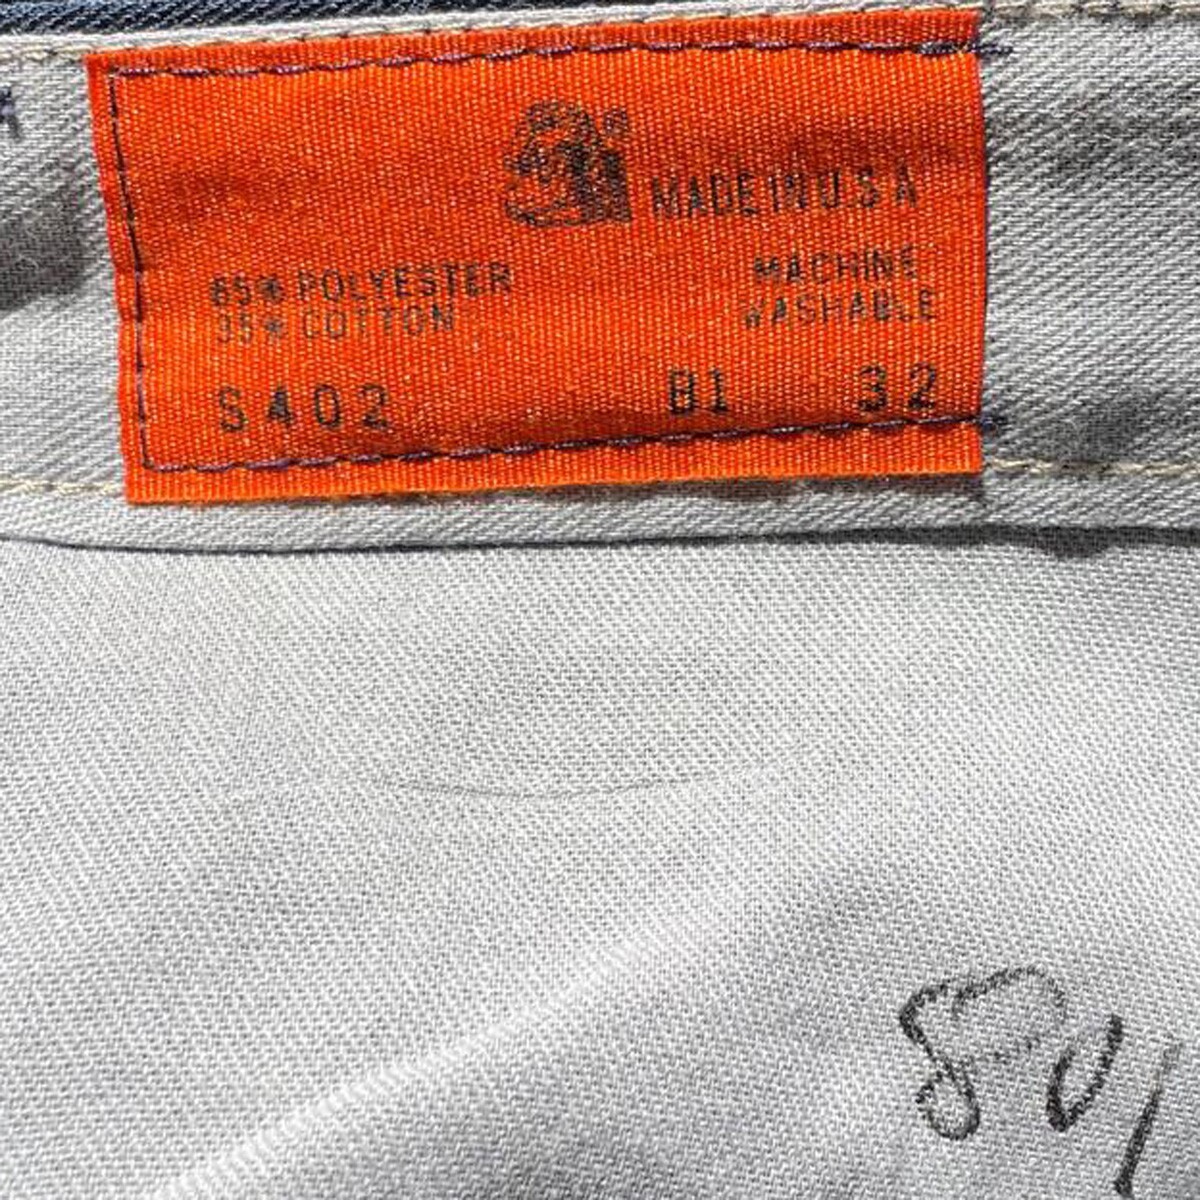 MADE IN U.S.A
65% POLYESTER
35% COTTON
MACHINE
WASHABLE
S402 B1 32